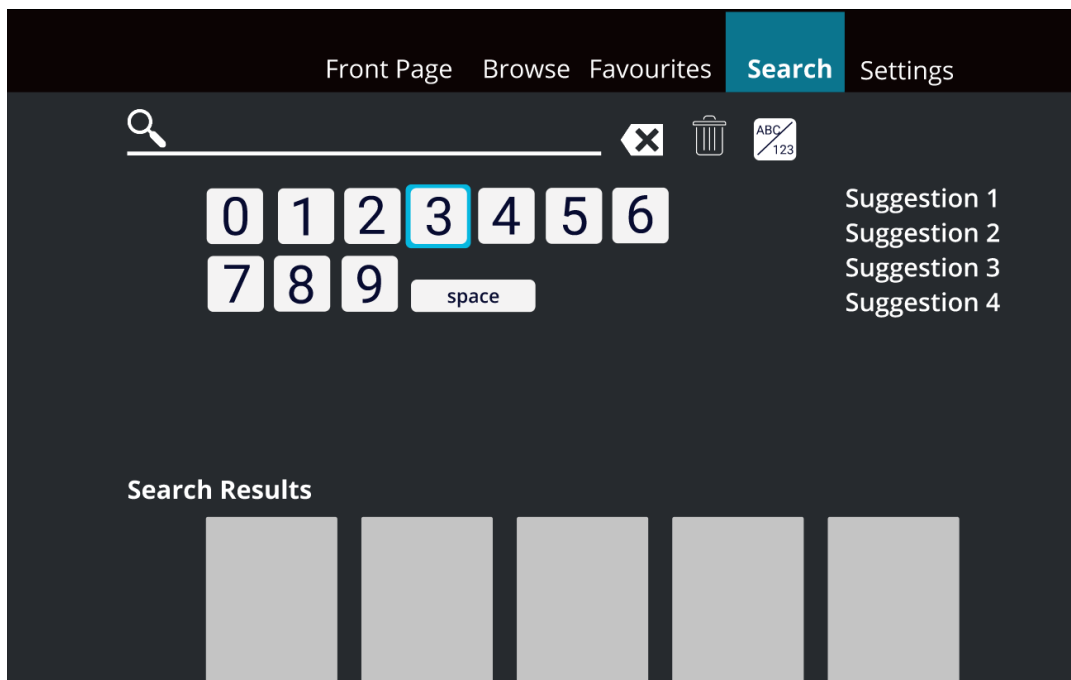 Front Page Browse Favourites Search Settings
ABC/123
0 1 2 3 4 5 6
7 8 9 space
Suggestion 1
Suggestion 2
Suggestion 3
Suggestion 4
Search Results